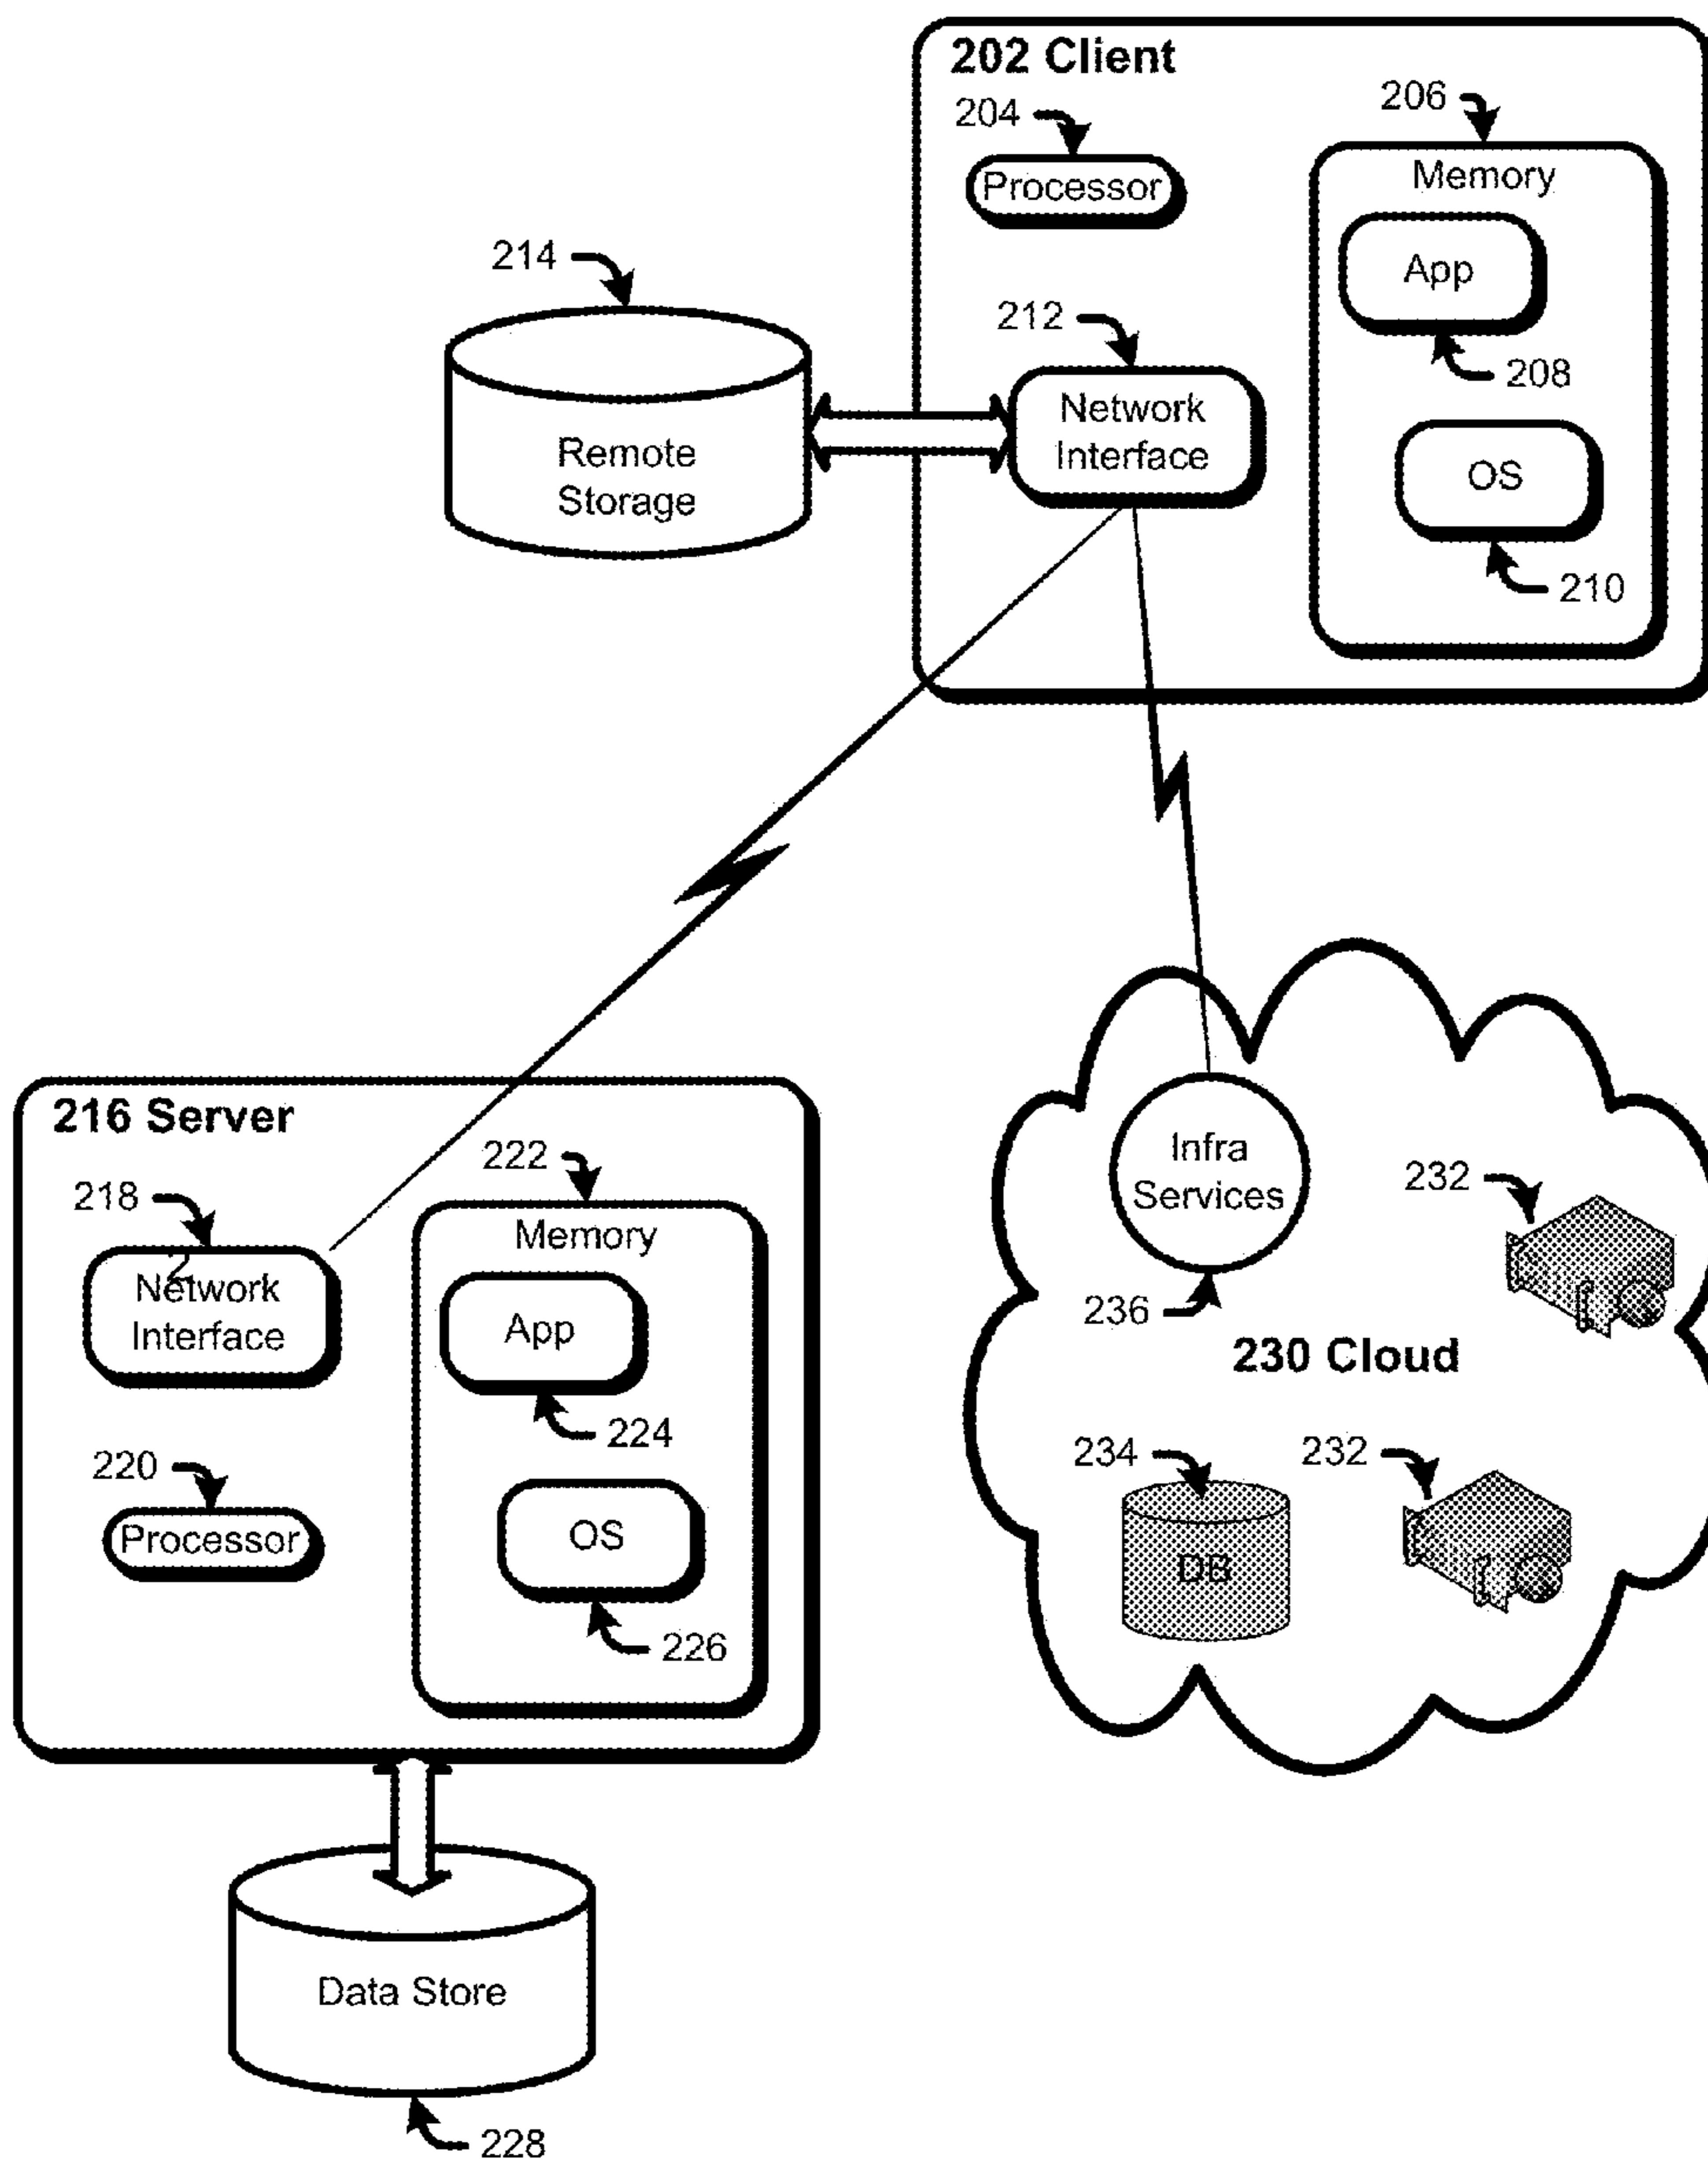 202 Client
204
206
Processor
Memory
App
208
214
212
Network
Interface
OS
210
Remote
Storage
216 Server
218
222
2
Network
Interface
Memory
App
224
220
Processor
OS
226
Infra
Services
236
232
230 Cloud
234
232
DB
Data Store
228